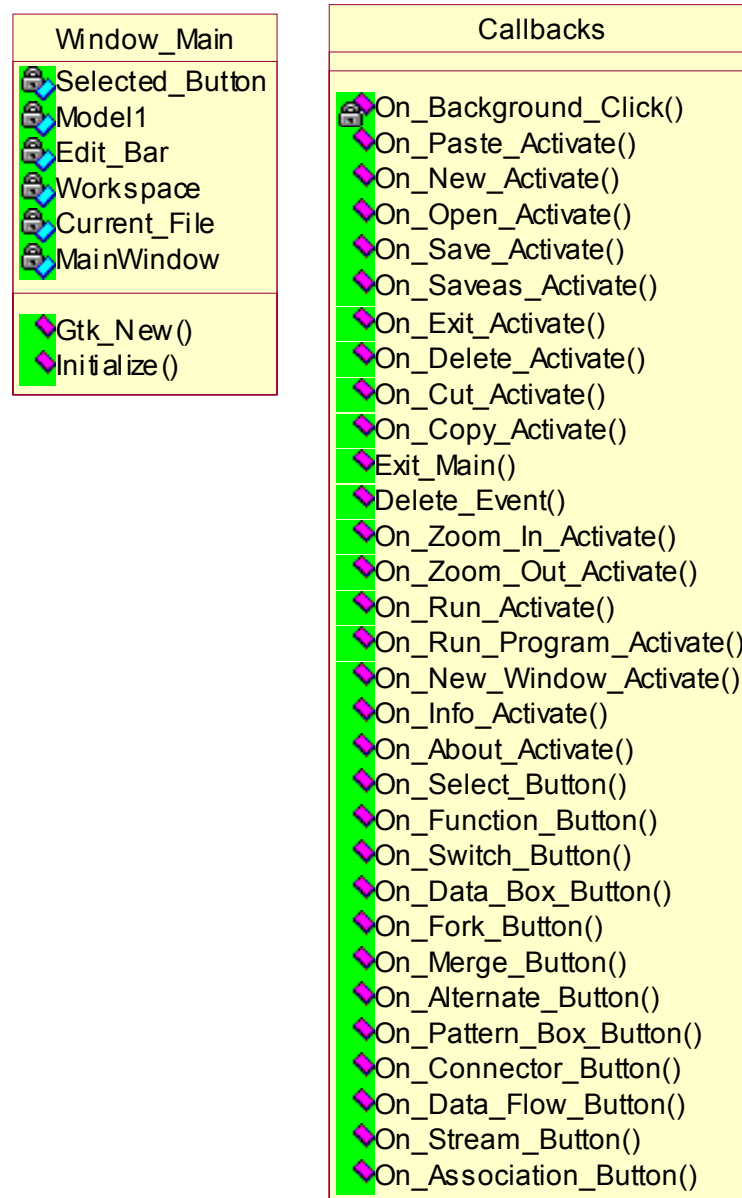 Window_Main
Selected_Button
Model1
Edit_Bar
Workspace
Current_File
MainWindow
Gtk_New()
Initialize()
Callbacks
On_Background_Click()
On_Paste_Activate()
On_New_Activate()
On_Open_Activate()
On_Save_Activate()
On_Saveas_Activate()
On_Exit_Activate()
On_Delete_Activate()
On_Cut_Activate()
On_Copy_Activate()
Exit_Main()
Delete_Event()
On_Zoom_In_Activate()
On_Zoom_Out_Activate()
On_Run_Activate()
On_Run_Program_Activate()
On_New_Window_Activate()
On_Info_Activate()
On_About_Activate()
On_Select_Button()
On_Function_Button()
On_Switch_Button()
On_Data_Box_Button()
On_Fork_Button()
On_Merge_Button()
On_Alternate_Button()
On_Pattern_Box_Button()
On_Connector_Button()
On_Data_Flow_Button()
On_Stream_Button()
On_Association_Button()